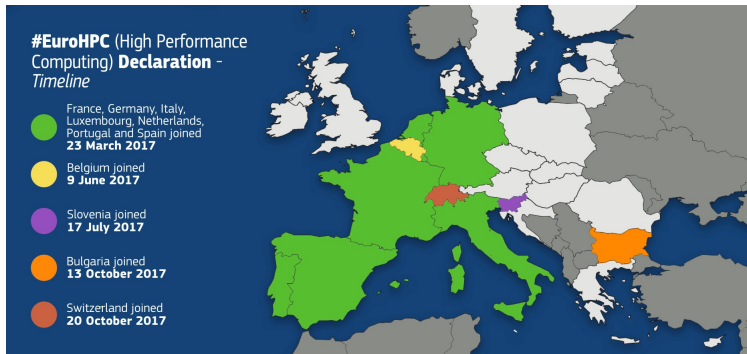 #EuroHPC (High Performance
Computing) Declaration -
Timeline
France, Germany, Italy,
Luxembourg, Netherlands,
Portugal and Spain joined
23 March 2017
Belgium joined
9 June 2017
Slovenia joined
17 July 2017
Bulgaria joined
13 October 2017
Switzerland joined
20 October 2017